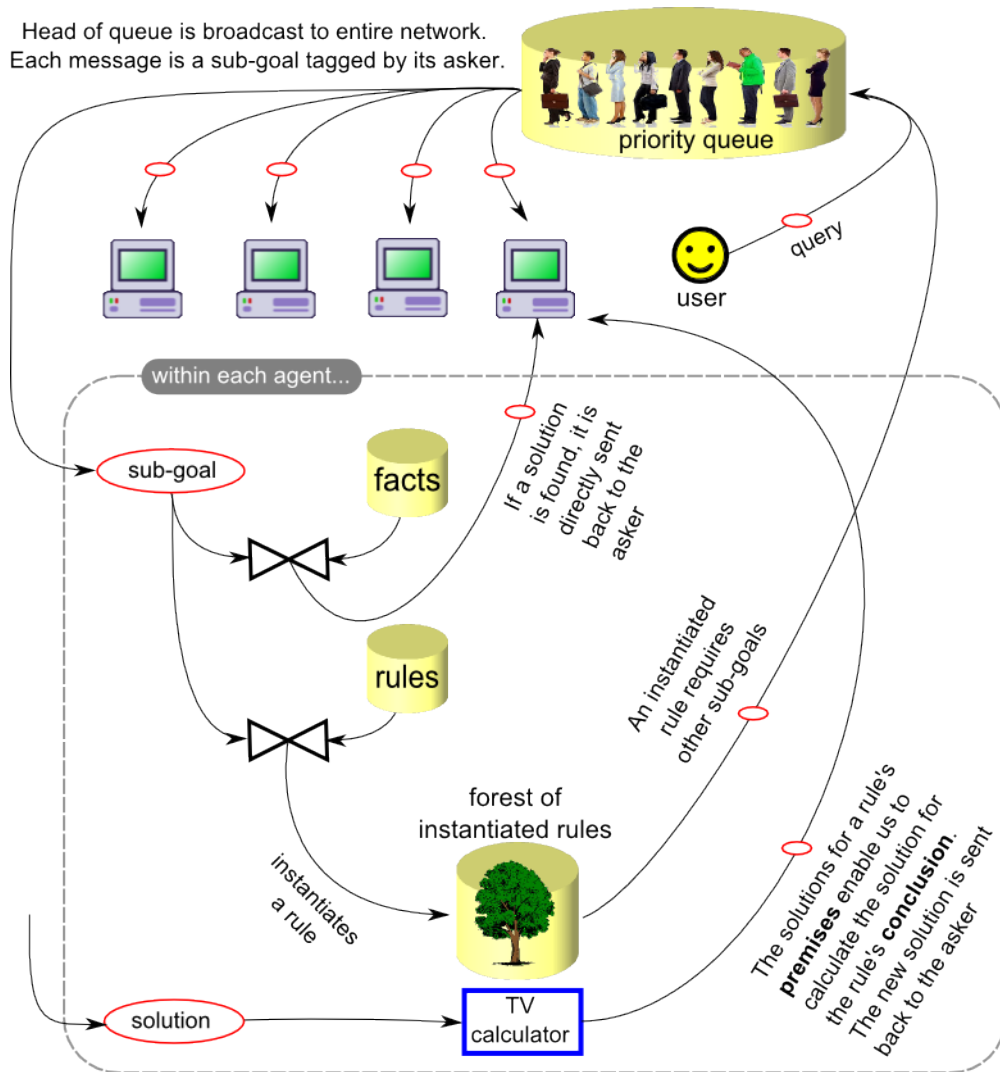 Head of queue is broadcast to entire network.
Each message is a sub-goal tagged by its asker.
priority queue
query
user
within each agent...
sub-goal
facts
If a solution
is found, it is
directly sent
back to the
asker
rules
An instantiated
rule requires
other sub-goals
forest of
instantiated rules
instantiates
a rule
The solutions for a rule's
premises enable us to
calculate the solution for
the rule's conclusion.
The new solution is sent
back to the asker
solution
TV
calculator